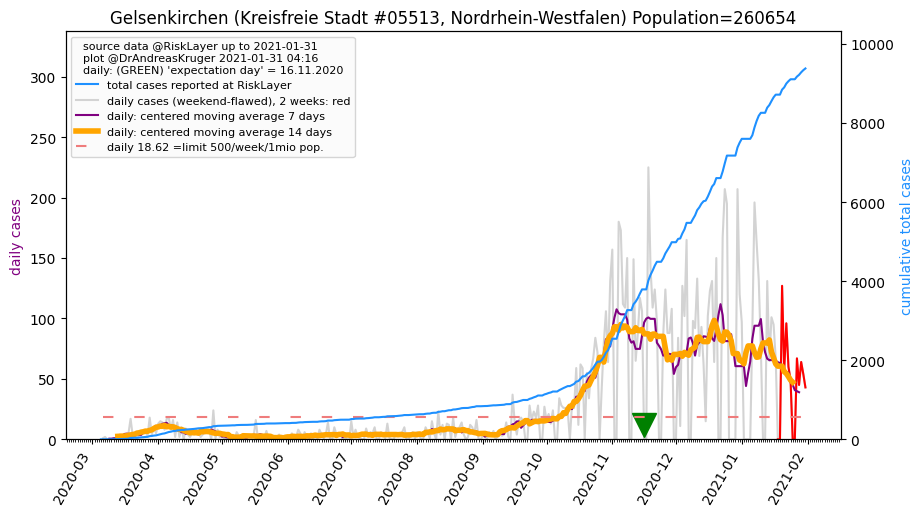 Gelsenkirchen (Kreisfreie Stadt #05513, Nordrhein-Westfalen) Population=260654
source data @RiskLayer up to 2021-01-31
plot @DrAndreasKruger 2021-01-31 04:16
daily: (GREEN) 'expectation day' = 16.11.2020
total cases reported at RiskLayer
daily cases (weekend-flawed), 2 weeks: red
daily: centered moving average 7 days
daily: centered moving average 14 days
daily 18.62 =limit 500/week/1mio pop.
daily cases
300
250
200
150
100
50
0
cumulative total cases
10000
8000
6000
4000
2000
0
2020-03
2020-04
2020-05
2020-06
2020-07
2020-08
2020-09
2020-10
2020-11
2020-12
2021-01
2021-02